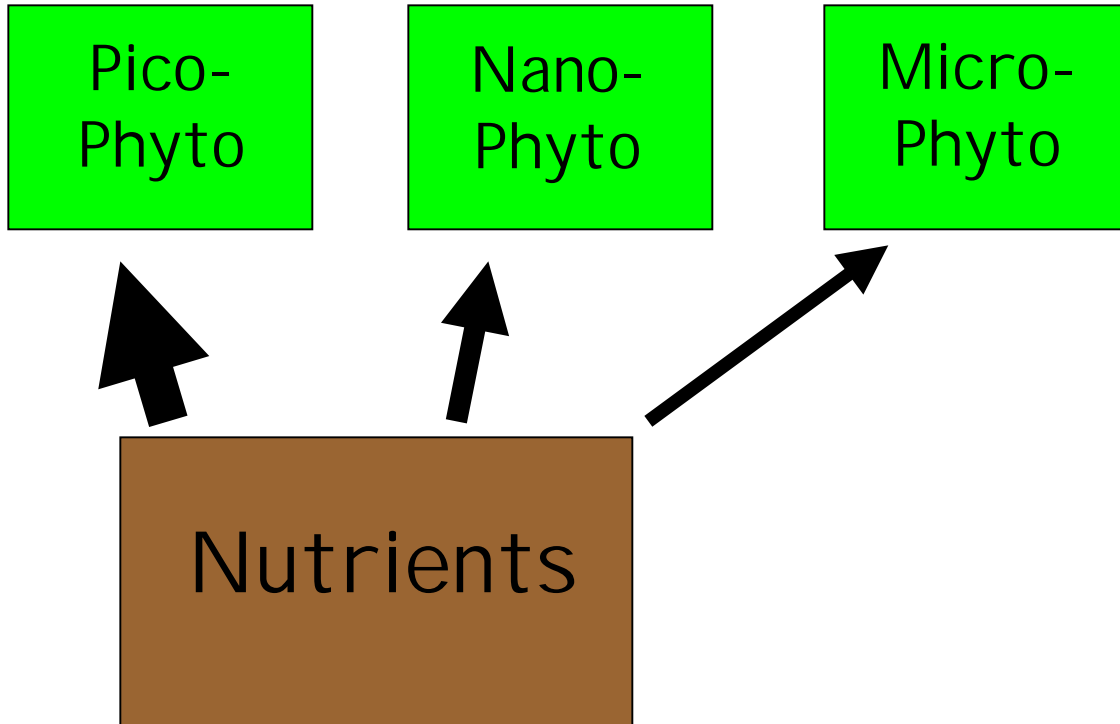 Pico-
Phyto
Nano-
Phyto
Micro-
Phyto
Nutrients